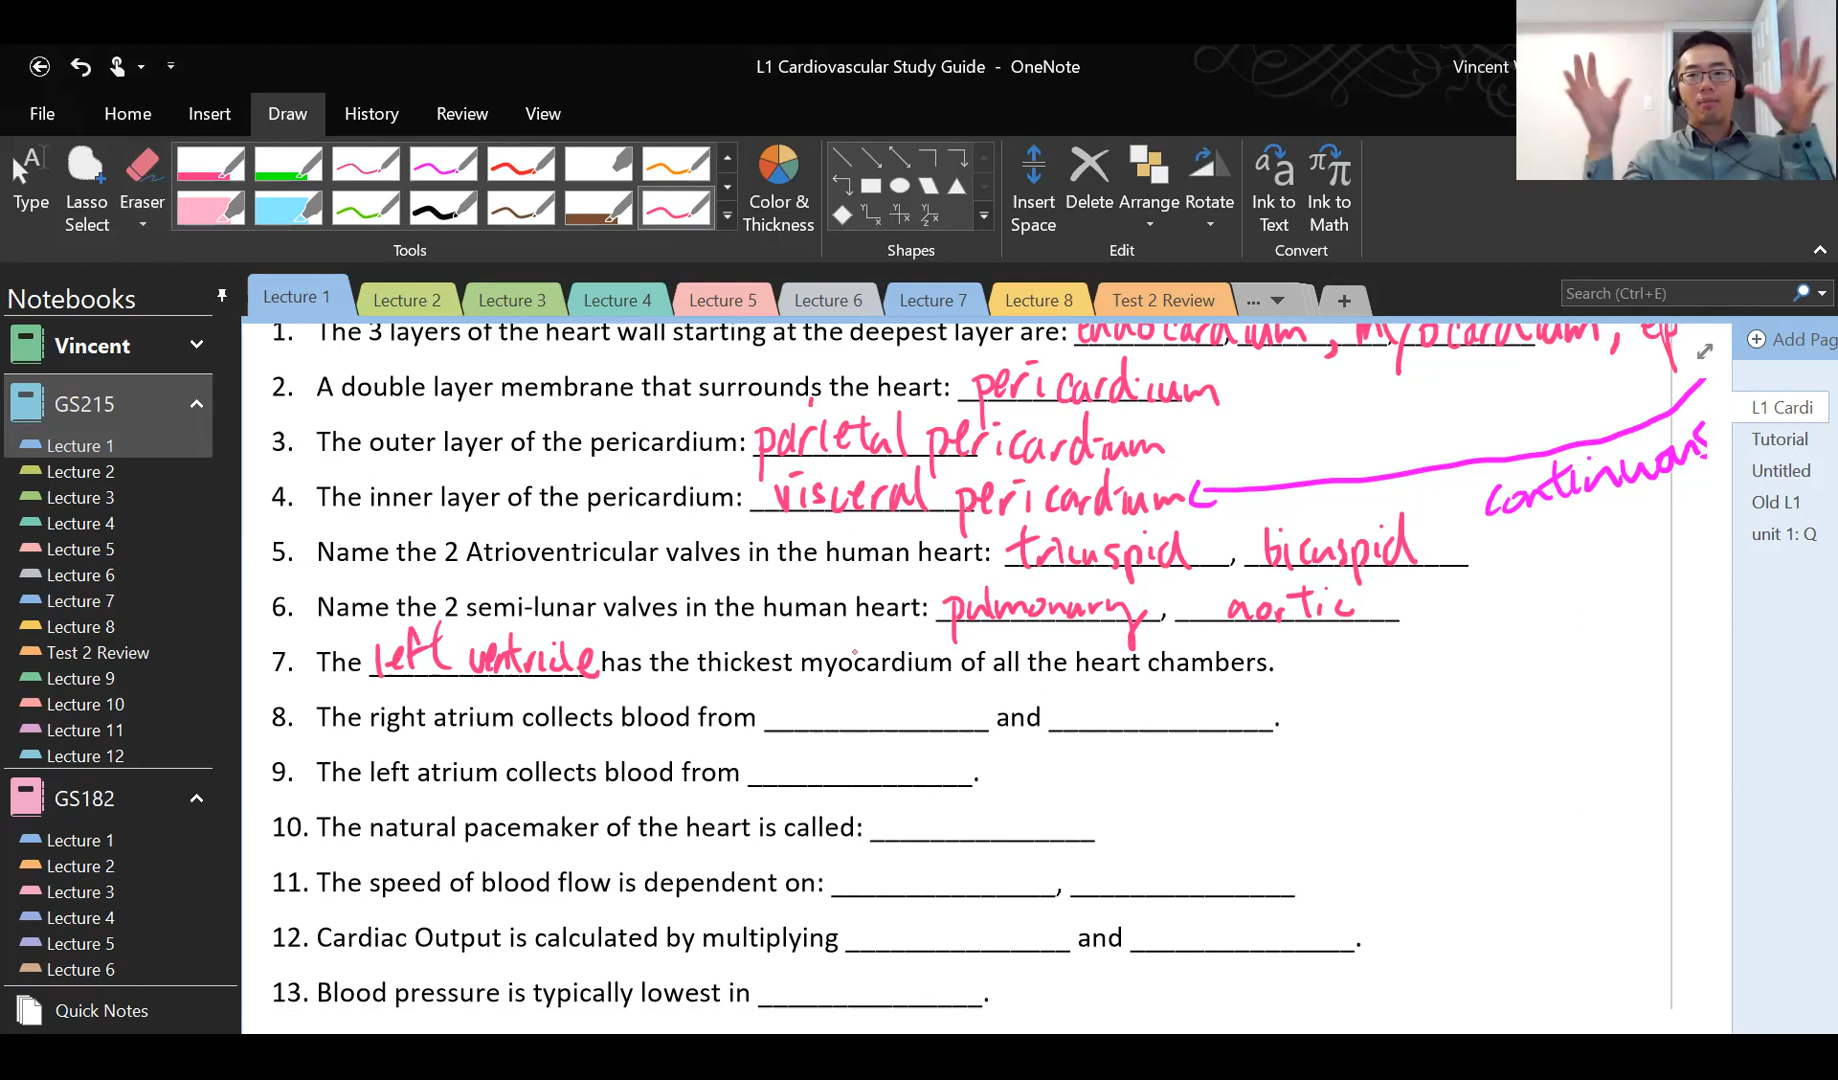 L1 Cardiovascular Study Guide - OneNote
Vincent
File Home Insert Draw History Review View
Type
Lasso Select
Eraser
Color & Thickness
Insert Space
Delete
Arrange
Rotate
Ink to Text
Ink to Math
Tools
Shapes
Edit
Convert
Notebooks
Lecture 1 Lecture 2 Lecture 3 Lecture 4 Lecture 5 Lecture 6 Lecture 7 Lecture 8 Test 2 Review ... +
Search (Ctrl+E)
Vincent
GS215
Lecture 1
Lecture 2
Lecture 3
Lecture 4
Lecture 5
Lecture 6
Lecture 7
Lecture 8
Test 2 Review
Lecture 9
Lecture 10
Lecture 11
Lecture 12
GS182
Lecture 1
Lecture 2
Lecture 3
Lecture 4
Lecture 5
Lecture 6
Quick Notes
1. The 3 layers of the heart wall starting at the deepest layer are: endocardium, myocardium, ep
2. A double layer membrane that surrounds the heart: pericardium
3. The outer layer of the pericardium: parietal pericardium
4. The inner layer of the pericardium: visceral pericardium
continuous
5. Name the 2 Atrioventricular valves in the human heart: tricuspid, bicuspid
6. Name the 2 semi-lunar valves in the human heart: pulmonary, aortic
7. The left ventricle has the thickest myocardium of all the heart chambers.
8. The right atrium collects blood from _______________ and _______________.
9. The left atrium collects blood from _______________.
10. The natural pacemaker of the heart is called: _______________
11. The speed of blood flow is dependent on: _______________, _______________
12. Cardiac Output is calculated by multiplying _______________ and _______________.
13. Blood pressure is typically lowest in _______________.
Add Pag
L1 Cardi
Tutorial
Untitled
Old L1
unit 1: Q